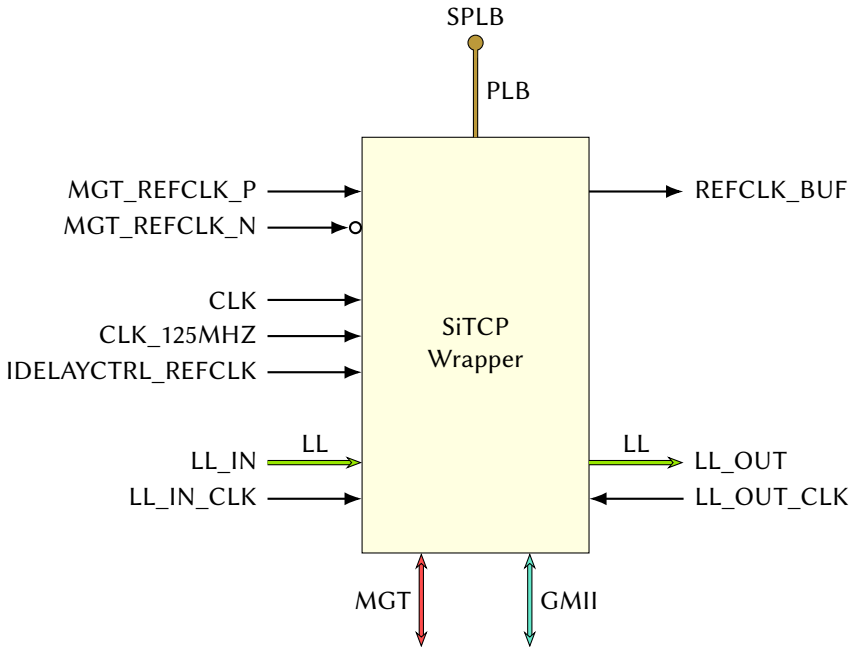 SPLB
PLB
MGT_REFCLK_P
REFCLK_BUF
MGT_REFCLK_N
CLK
CLK_125MHZ
IDELAYCTRL_REFCLK
SiTCP
Wrapper
LL_IN
LL
LL
LL_OUT
LL_IN_CLK
LL_OUT_CLK
MGT
GMII